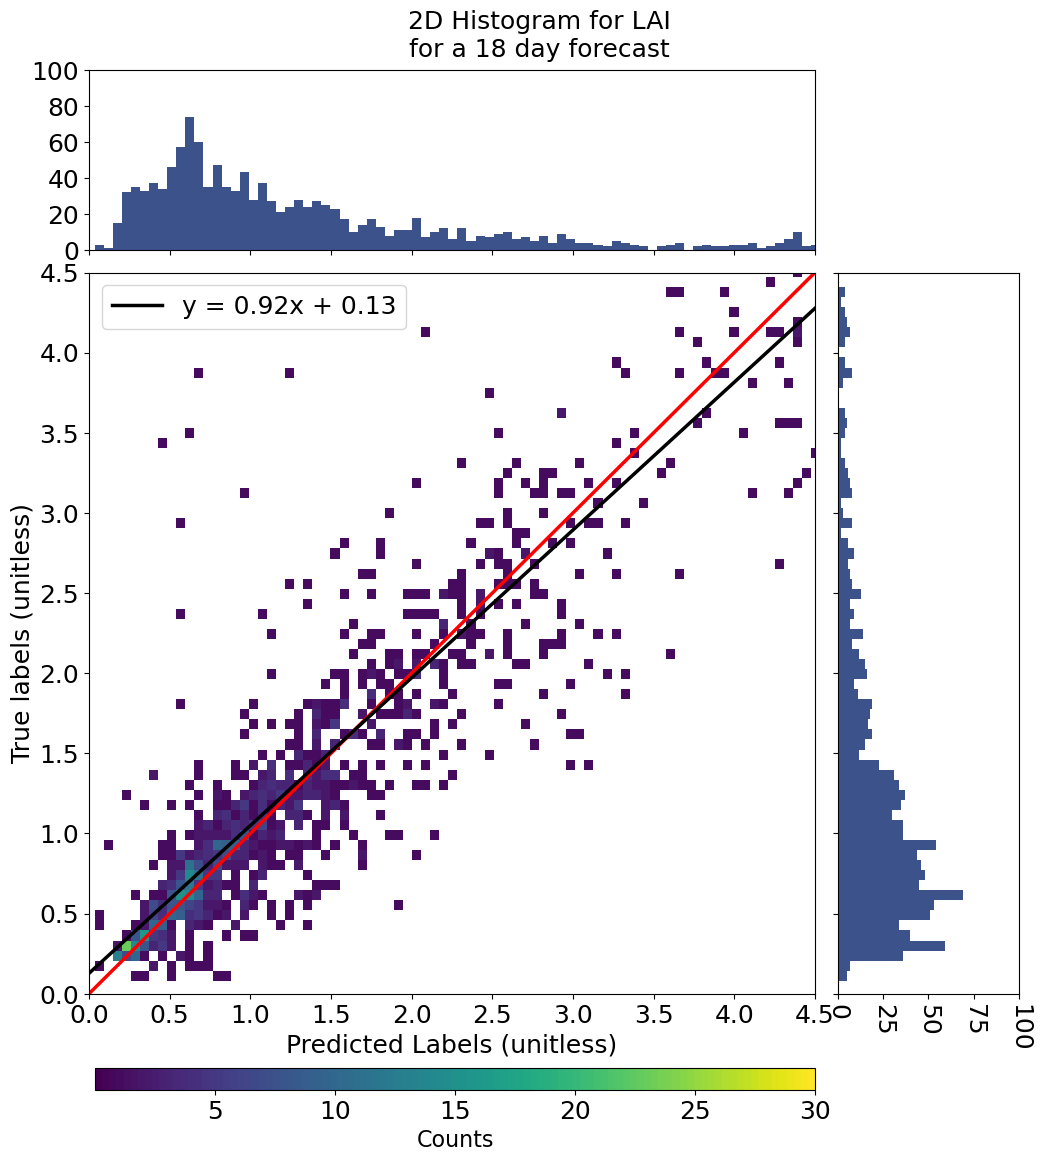 2D Histogram for LAI
for a 18 day forecast
100
80
60
40
20
0
4.5
4.0
3.5
3.0
2.5
2.0
1.5
1.0
0.5
0.0
y = 0.92x + 0.13
True labels (unitless)
0.0 0.5 1.0 1.5 2.0 2.5 3.0 3.5 4.0 4.5
Predicted Labels (unitless)
0 25 50 75 100
5 10 15 20 25 30
Counts